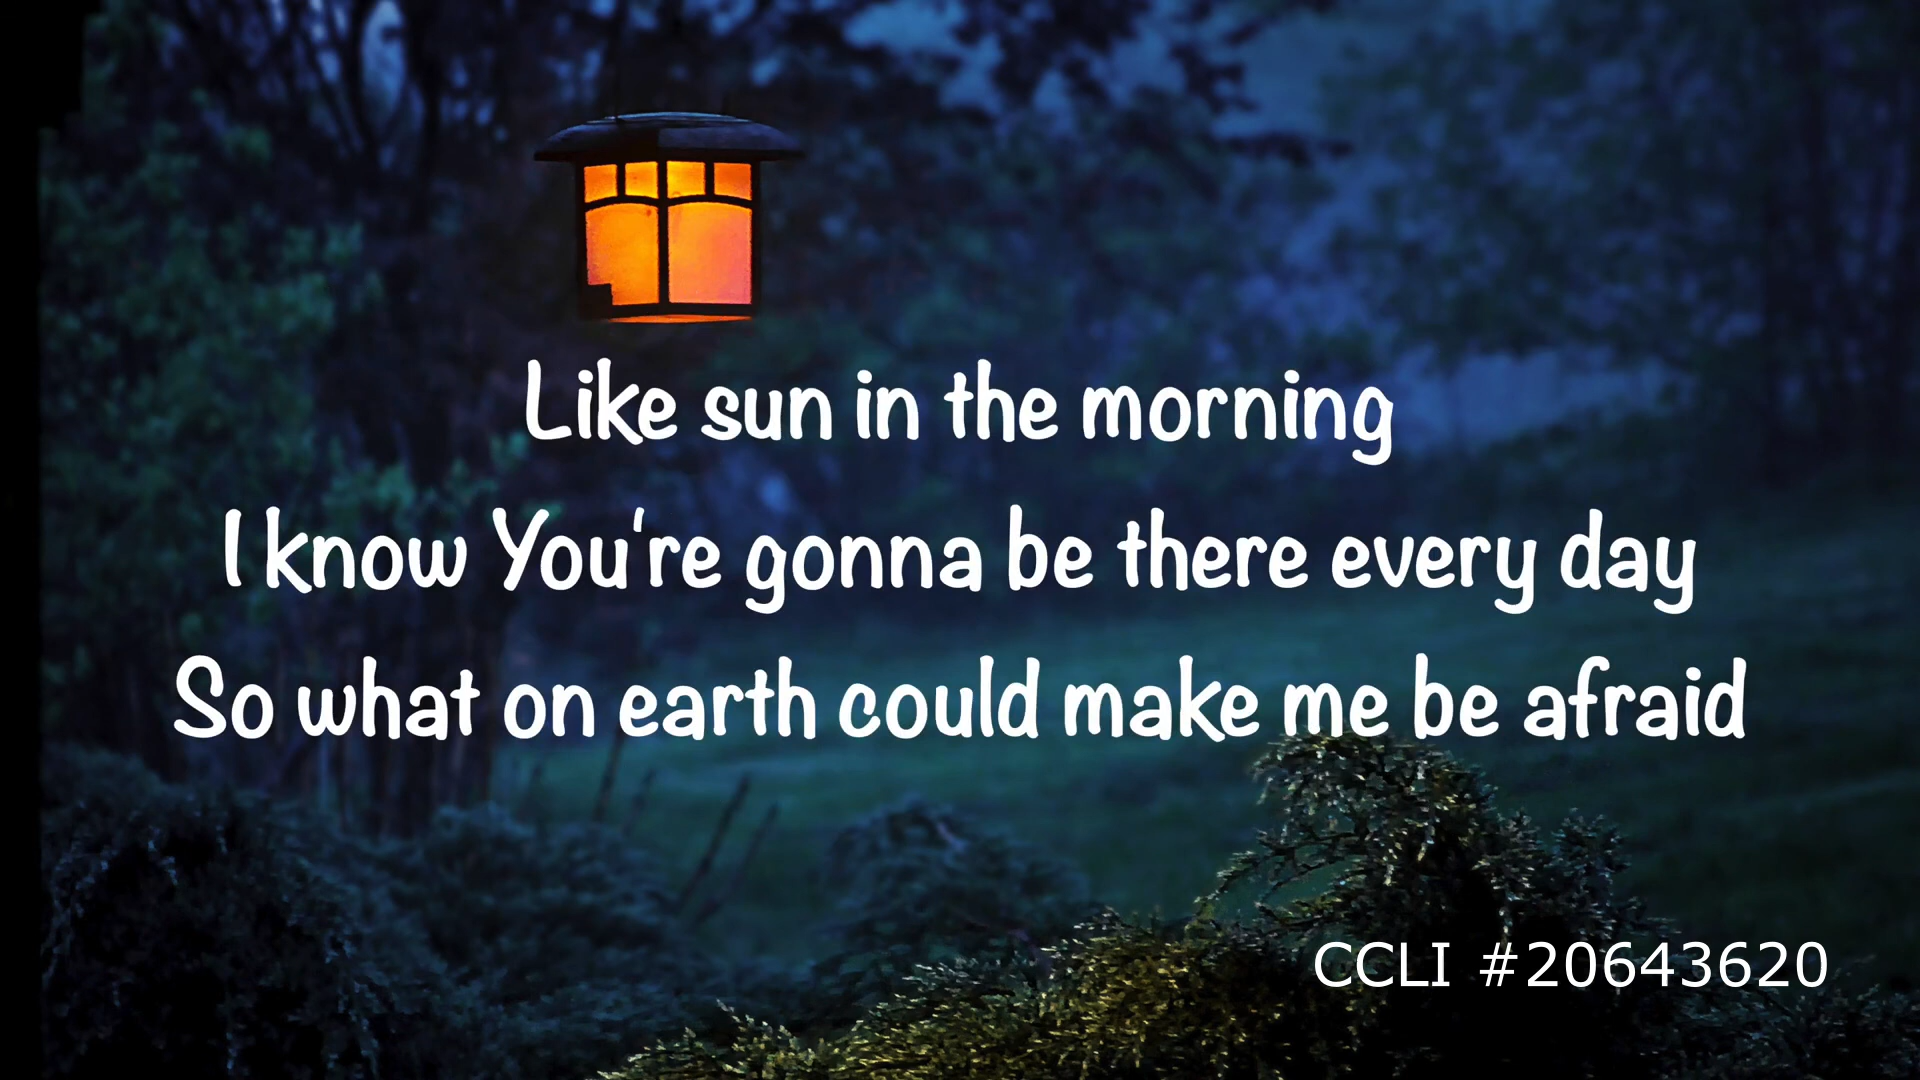 Like sun in the morning
I know You're gonna be there every day
So what on earth could make me be afraid
CCLI #20643620